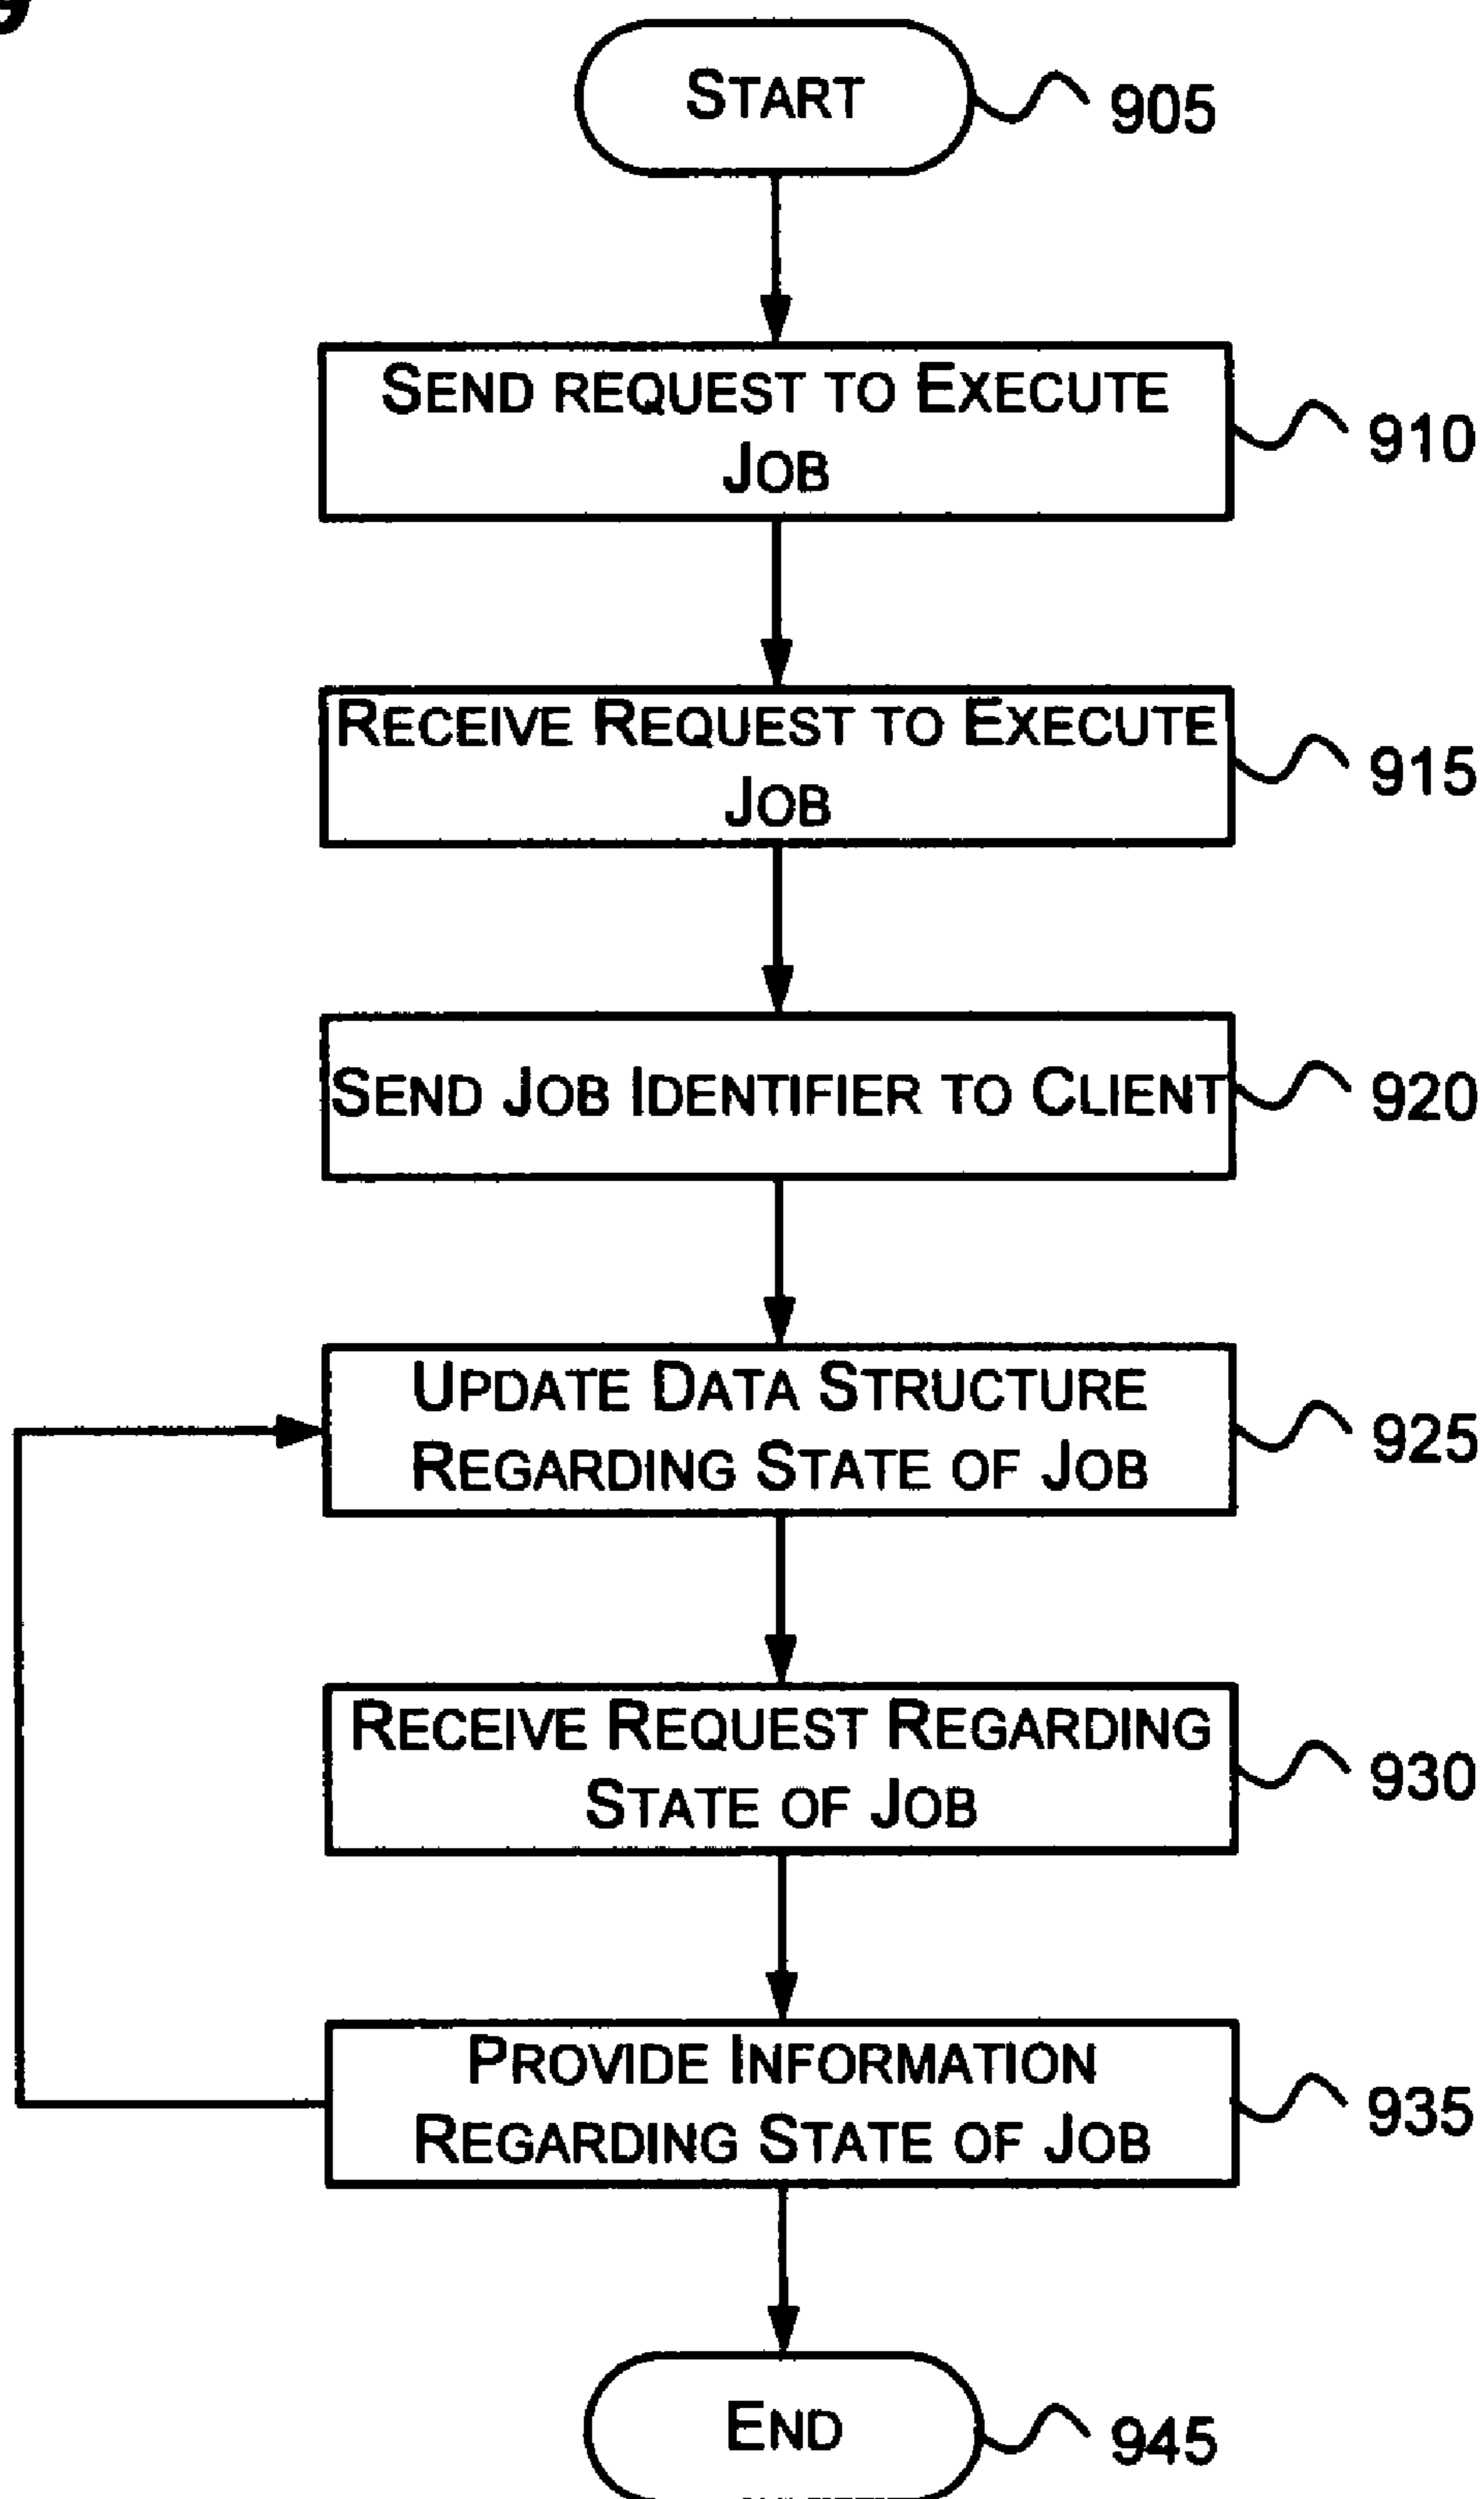 START
905
SEND REQUEST TO EXECUTE
JOB
910
RECEIVE REQUEST TO EXECUTE
JOB
915
SEND JOB IDENTIFIER TO CLIENT
920
UPDATE DATA STRUCTURE
REGARDING STATE OF JOB
925
RECEIVE REQUEST REGARDING
STATE OF JOB
930
PROVIDE INFORMATION
REGARDING STATE OF JOB
935
END
945